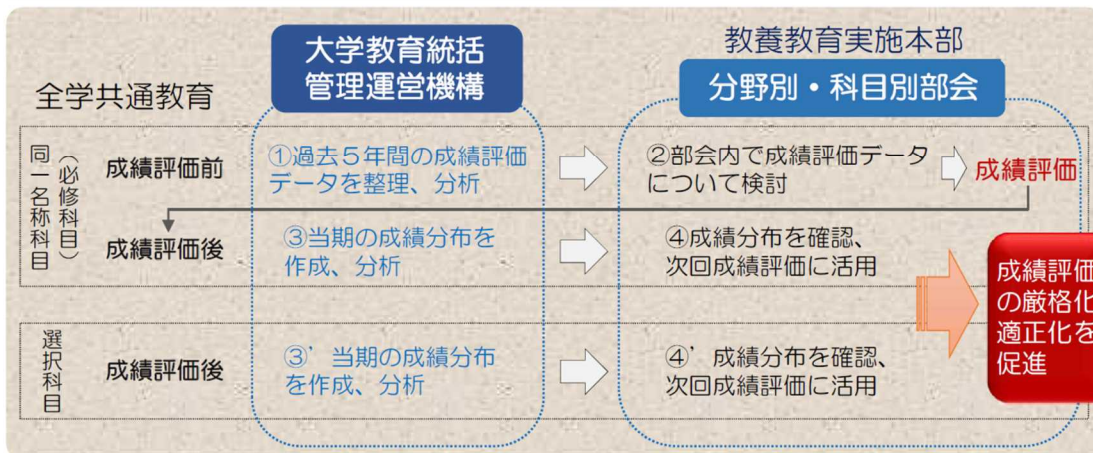 大学教育統括
管理運営機構
教養教育実施本部
分野別・科目別部会
全学共通教育
同一名称科目
（必修科目）
成績評価前
①過去５年間の成績評価
データを整理、分析
②部会内で成績評価データ
について検討
成績評価
成績評価後
③当期の成績分布を
作成、分析
④成績分布を確認、
次回成績評価に活用
成績評価
の厳格化
適正化を
促進
選択科目
成績評価後
③’当期の成績分布
を作成、分析
④’成績分布を確認、
次回成績評価に活用